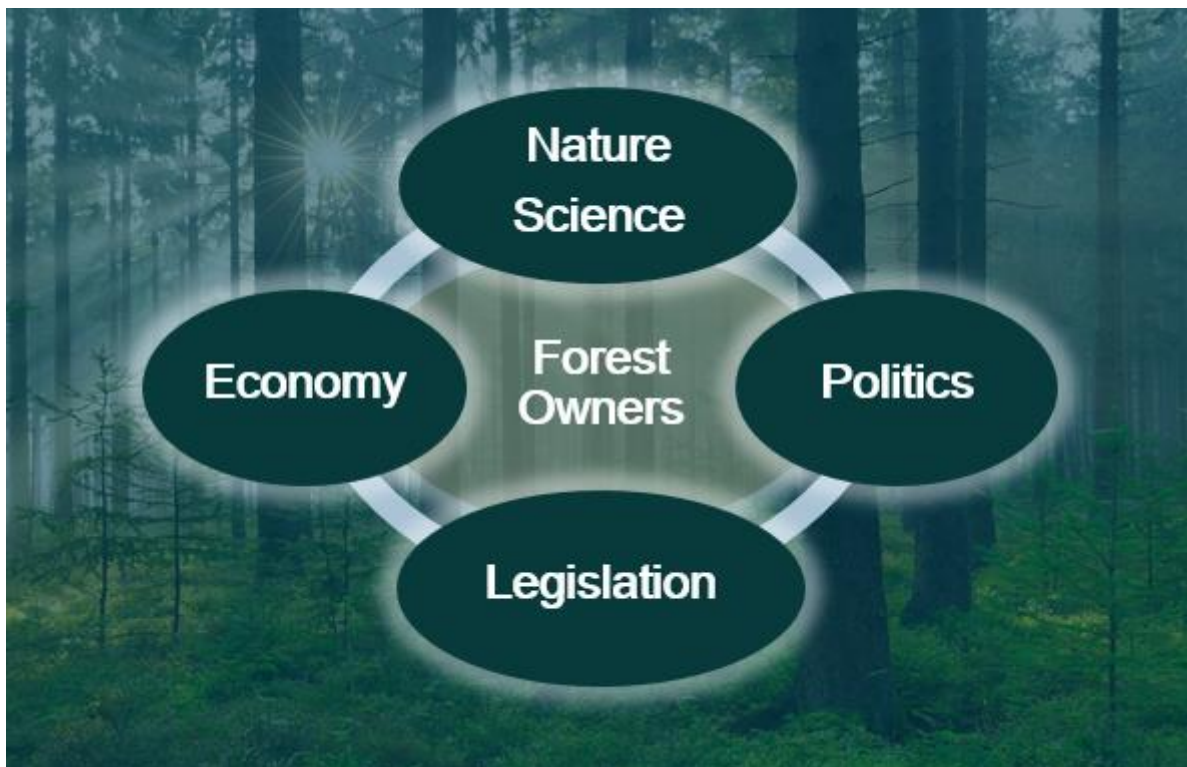 Nature
Science
Economy
Forest
Owners
Politics
Legislation